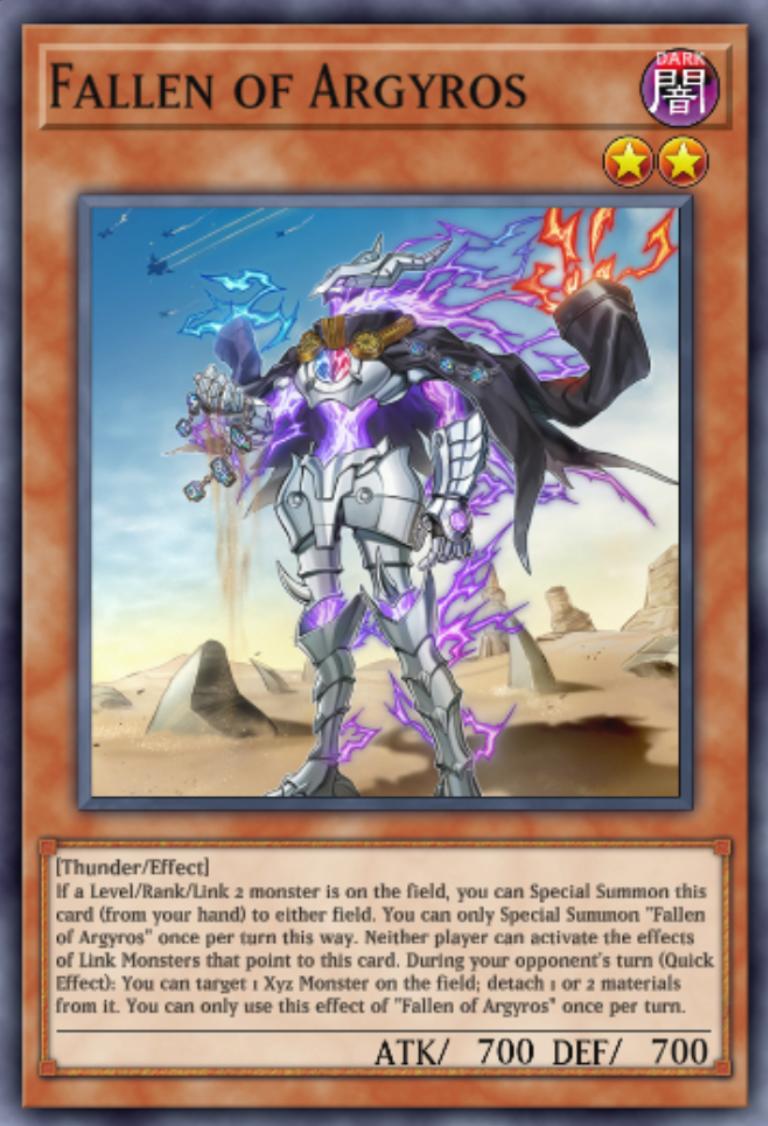 FALLEN OF ARGYROS
DARK
闇
[Thunder/Effect]
If a Level/Rank/Link 2 monster is on the field, you can Special Summon this
card (from your hand) to either field. You can only Special Summon "Fallen
of Argyros" once per turn this way. Neither player can activate the effects
of Link Monsters that point to this card. During your opponent's turn (Quick
Effect): You can target 1 Xyz Monster on the field; detach 1 or 2 materials
from it. You can only use this effect of "Fallen of Argyros" once per turn.
ATK/ 700 DEF/ 700